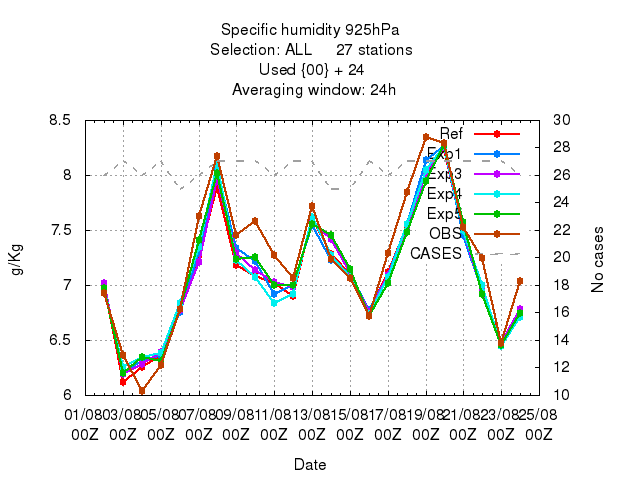 Specific humidity 925hPa
Selection: ALL 27 stations
Used {00} + 24
Averaging window: 24h
8.5
8
7.5
7
6.5
6
g/Kg
30
28
26
24
22
20
18
16
14
12
10
No cases
Ref
Exp1
Exp3
Exp4
Exp5
OBS
CASES
01/08 03/08 05/08 07/08 09/08 11/08 13/08 15/08 17/08 19/08 21/08 23/08 25/08
00Z 00Z 00Z 00Z 00Z 00Z 00Z 00Z 00Z 00Z 00Z 00Z 00Z
Date